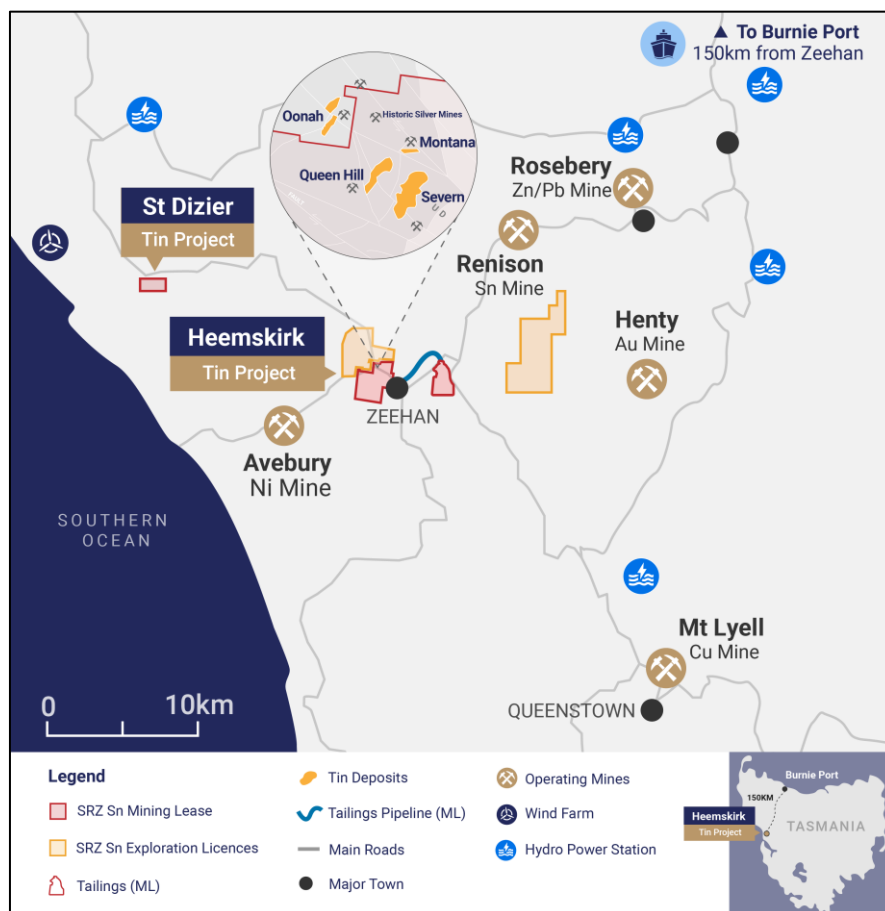 ▲ To Burnie Port
150km from Zeehan
Oonah
Historic Silver Mines
Montana
Queen Hill
Severn
Rosebery
Zn/Pb Mine
St Dizier
Tin Project
Renison
Sn Mine
Henty
Au Mine
Heemskirk
Tin Project
ZEEHAN
Avebury
Ni Mine
SOUTHERN
OCEAN
Mt Lyell
Cu Mine
0 10km
QUEENSTOWN
Legend
SRZ Sn Mining Lease
SRZ Sn Exploration Licences
Tailings (ML)
Tin Deposits
Tailings Pipeline (ML)
Main Roads
Major Town
Operating Mines
Wind Farm
Hydro Power Station
Burnie Port
150KM
Heemskirk
Tin Project
TASMANIA